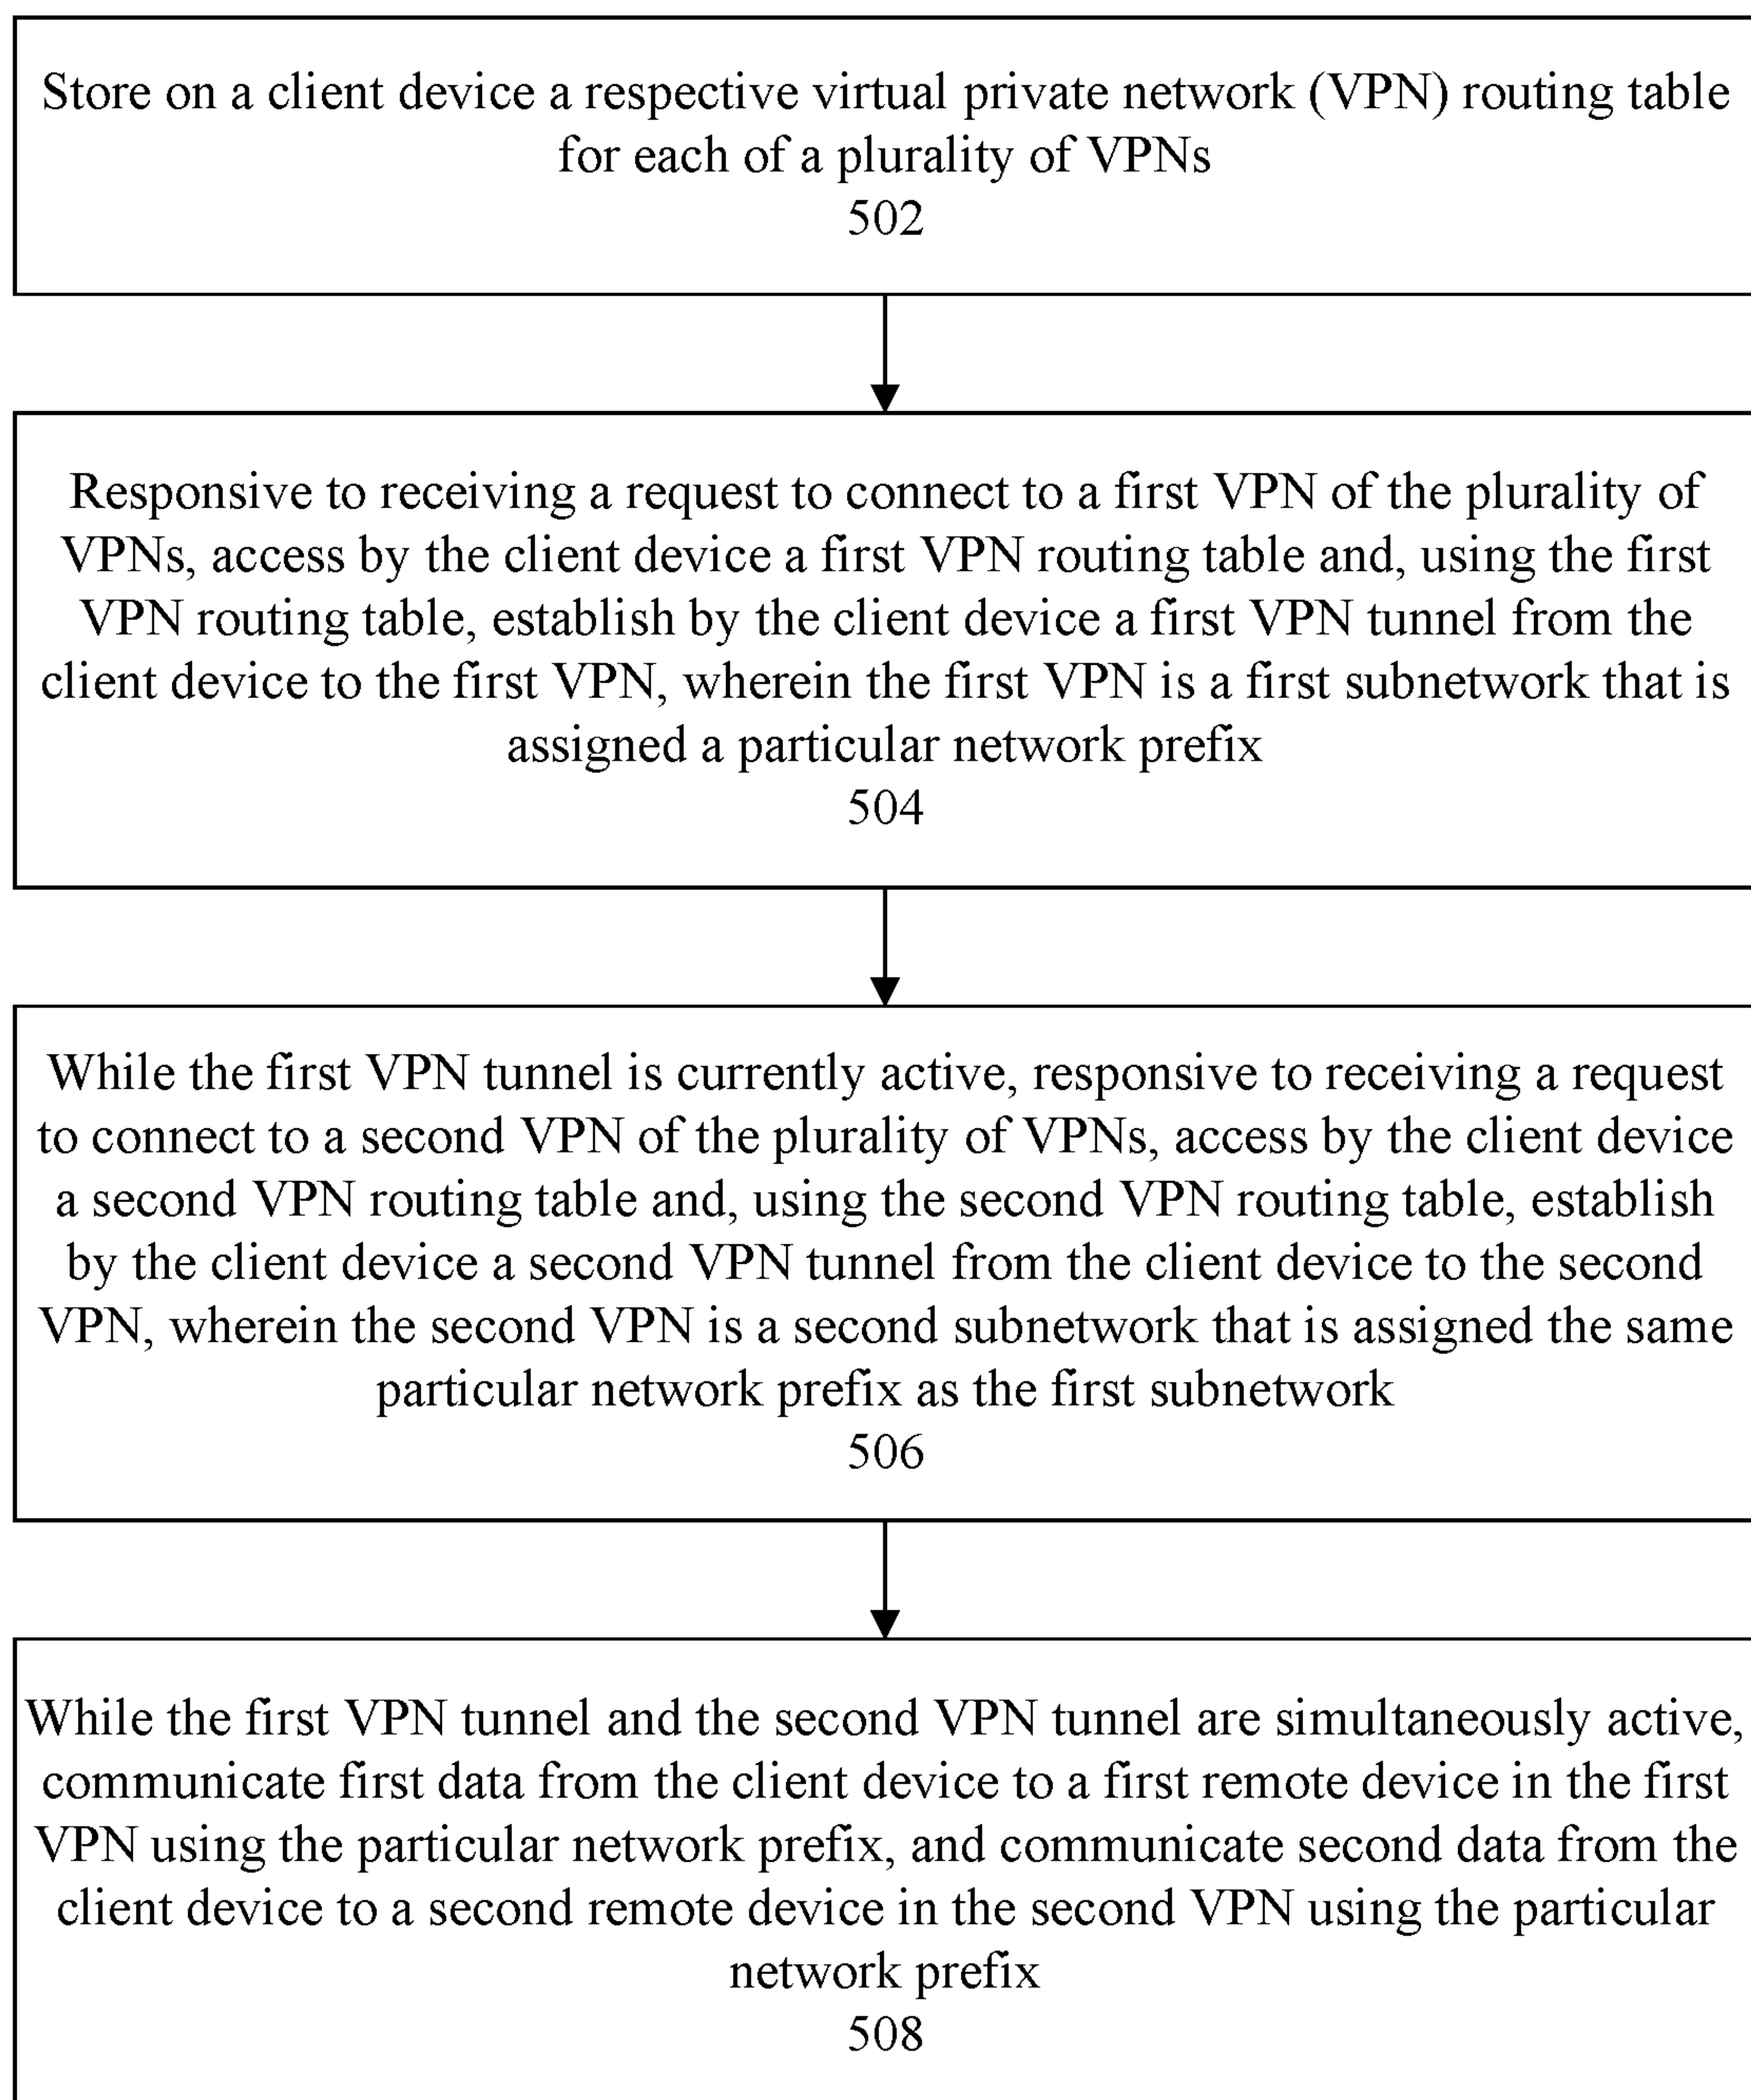 Store on a client device a respective virtual private network (VPN) routing table
for each of a plurality of VPNs
502
Responsive to receiving a request to connect to a first VPN of the plurality of
VPNs, access by the client device a first VPN routing table and, using the first
VPN routing table, establish by the client device a first VPN tunnel from the
client device to the first VPN, wherein the first VPN is a first subnetwork that is
assigned a particular network prefix
504
While the first VPN tunnel is currently active, responsive to receiving a request
to connect to a second VPN of the plurality of VPNs, access by the client device
a second VPN routing table and, using the second VPN routing table, establish
by the client device a second VPN tunnel from the client device to the second
VPN, wherein the second VPN is a second subnetwork that is assigned the same
particular network prefix as the first subnetwork
506
While the first VPN tunnel and the second VPN tunnel are simultaneously active,
communicate first data from the client device to a first remote device in the first
VPN using the particular network prefix, and communicate second data from the
client device to a second remote device in the second VPN using the particular
network prefix
508